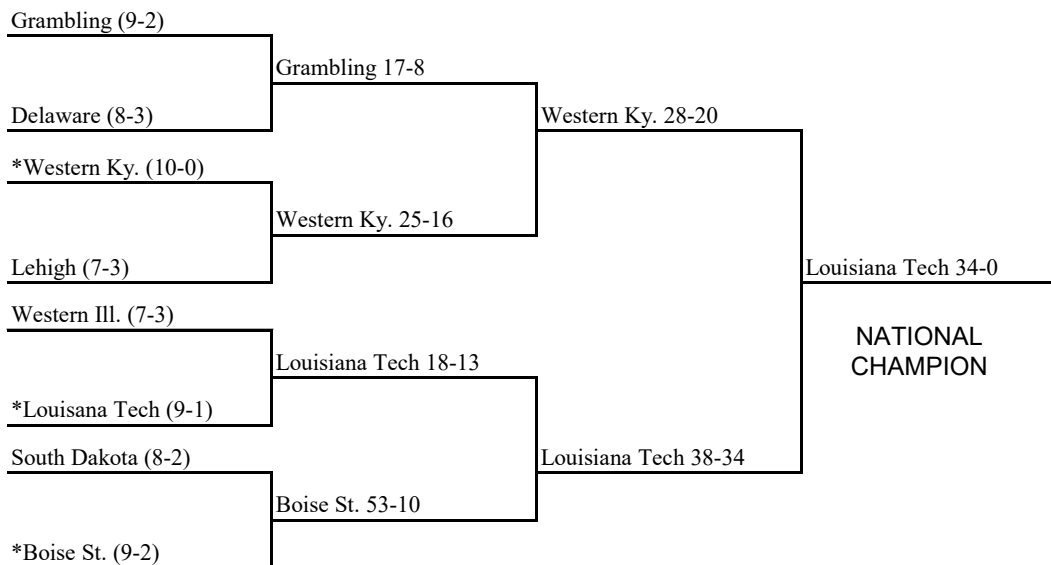 Grambling (9-2)
Grambling 17-8
Delaware (8-3)
Western Ky. 28-20
*Western Ky. (10-0)
Western Ky. 25-16
Lehigh (7-3)
Louisiana Tech 34-0
Western Ill. (7-3)
NATIONAL
CHAMPION
Louisiana Tech 18-13
*Louisana Tech (9-1)
South Dakota (8-2)
Louisiana Tech 38-34
Boise St. 53-10
*Boise St. (9-2)